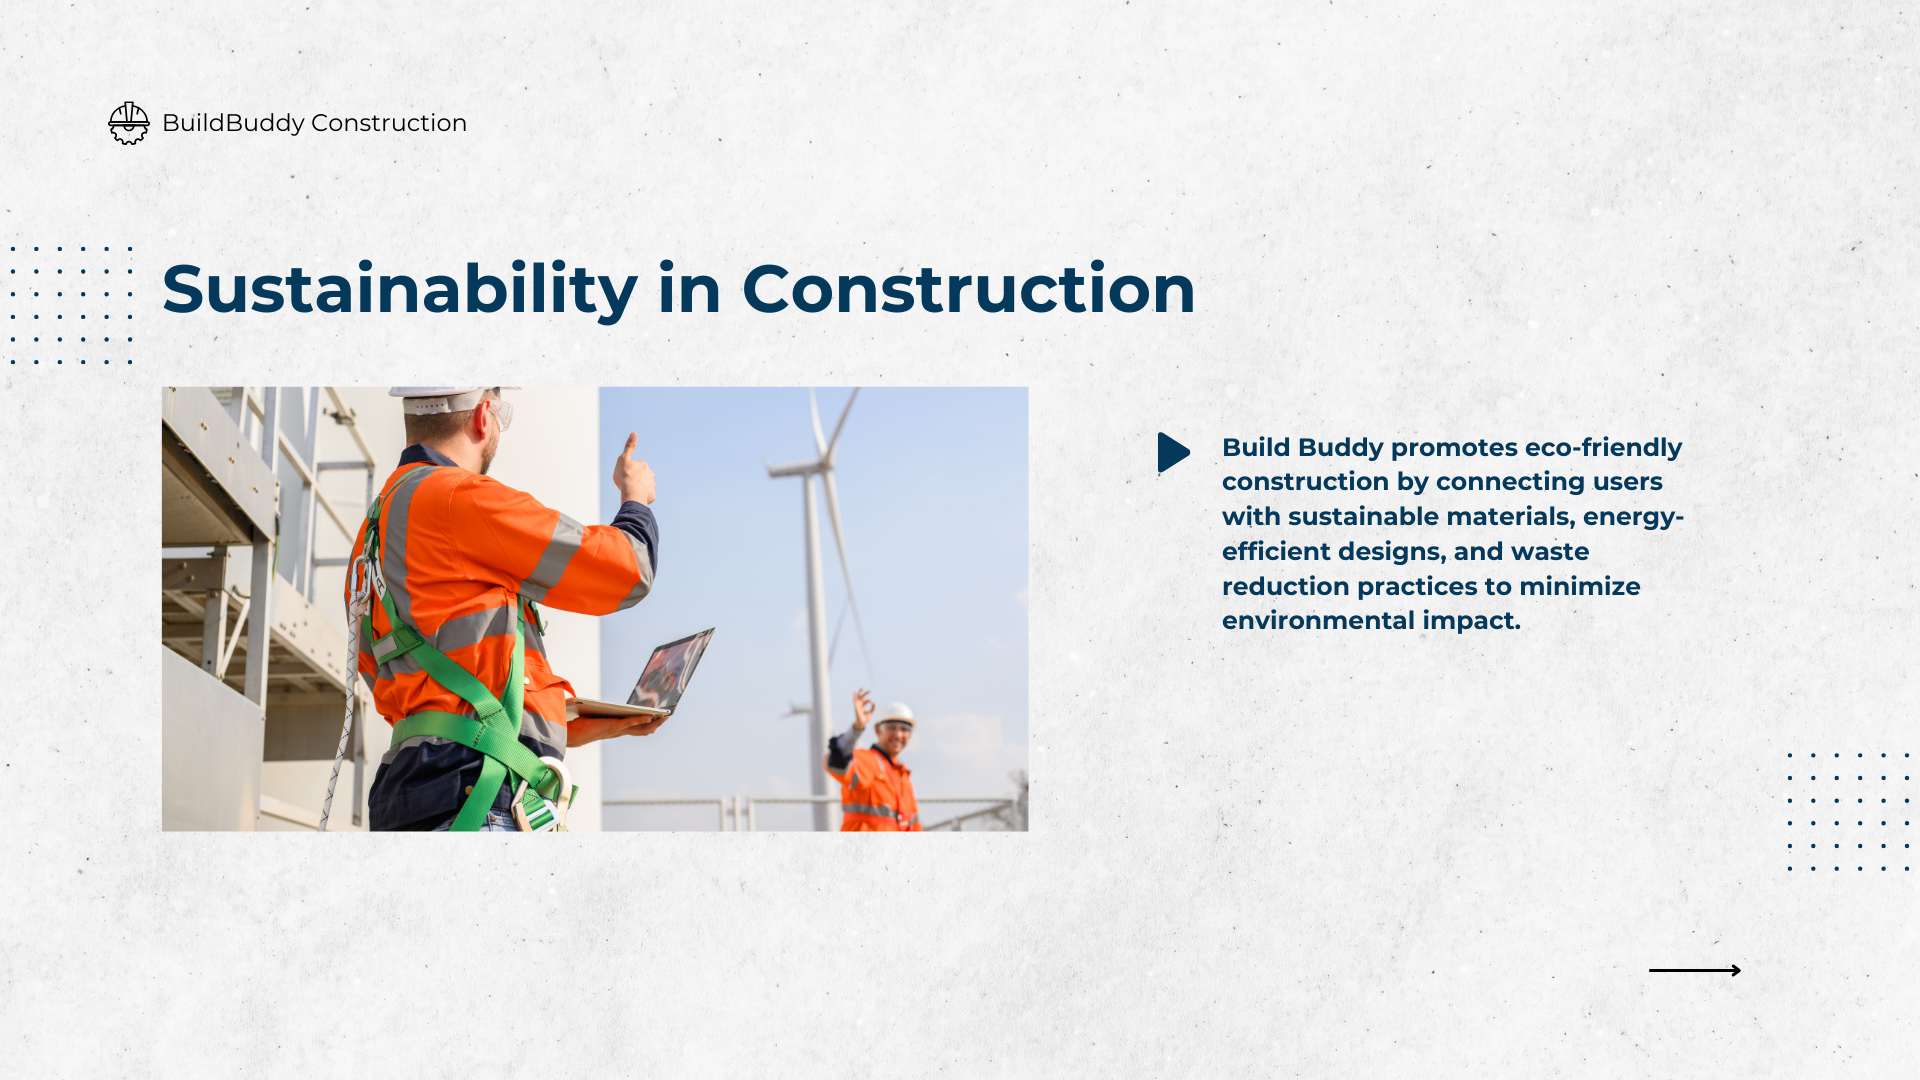 BuildBuddy Construction
Sustainability in Construction
Build Buddy promotes eco-friendly
construction by connecting users
with sustainable materials, energy-
efficient designs, and waste
reduction practices to minimize
environmental impact.